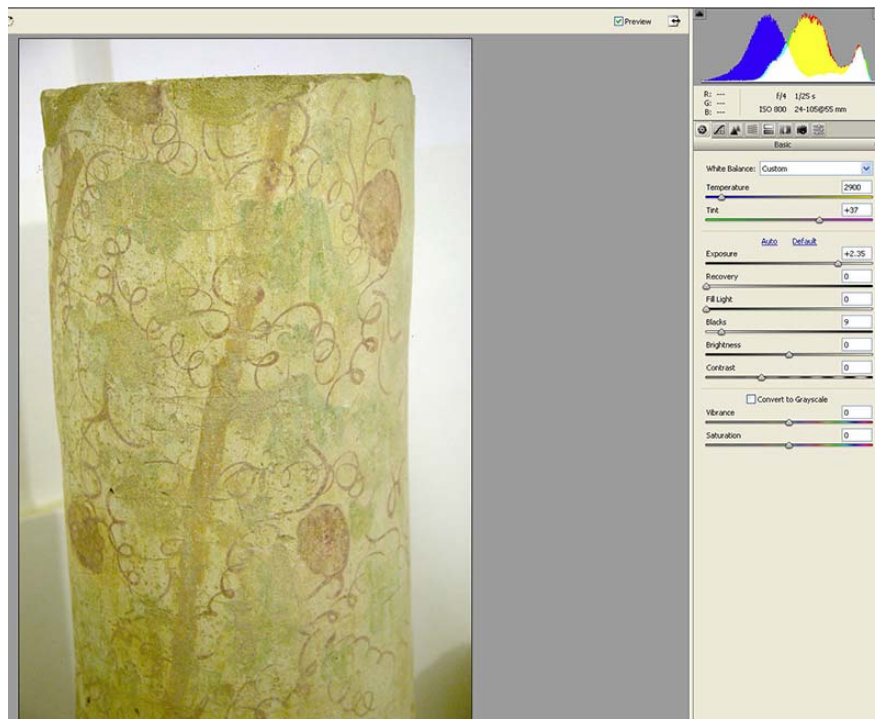 Preview
R: ---
G: ---
B: ---
f/4 1/25 s
ISO 800 24-105@55 mm
Basic
White Balance: Custom
Temperature 2900
Tint +37
Auto Default
Exposure +2.35
Recovery 0
Fill Light 0
Blacks 9
Brightness 0
Contrast 0
Convert to Grayscale
Vibrance 0
Saturation 0